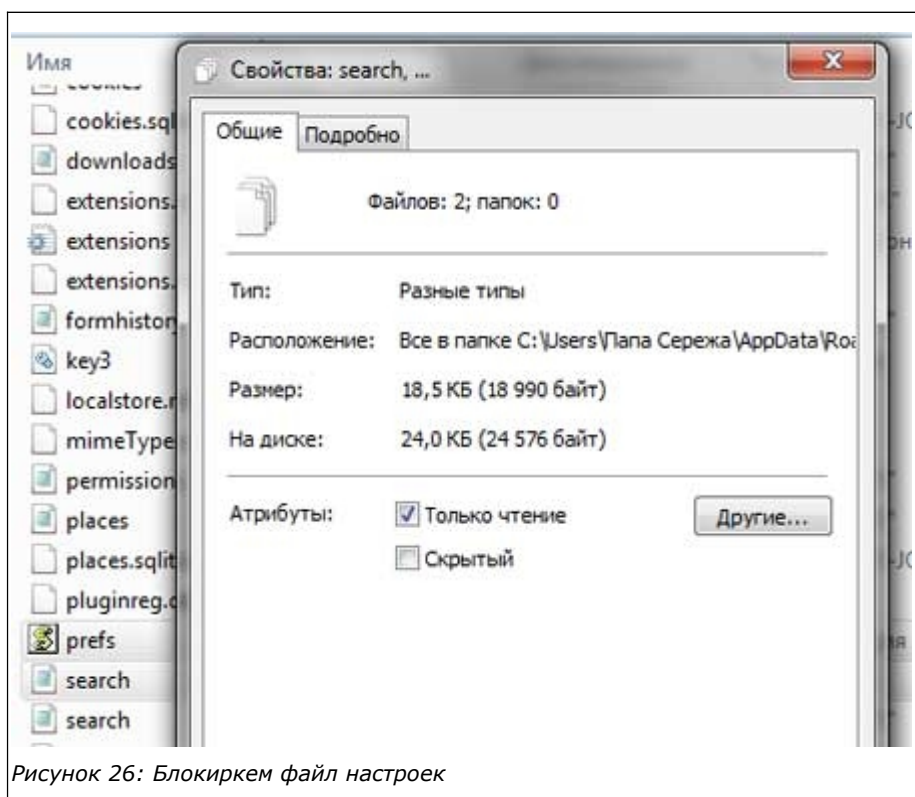 Имя
Свойства: search, ...
cookies
cookies.sql
downloads
extensions.
extensions
extensions.
formhistor
key3
localstore.r
mimeType
permission
places
places.sqlit
pluginreg.d
prefs
search
search
Общие
Подробно
Файлов: 2; папок: 0
Тип: Разные типы
Расположение: Все в папке C:\Users\Папа Сережа\AppData\Roa
Размер: 18,5 КБ (18 990 байт)
На диске: 24,0 КБ (24 576 байт)
Атрибуты: Только чтение Другие...
Скрытый
Рисунок 26: Блокиркем файл настроек